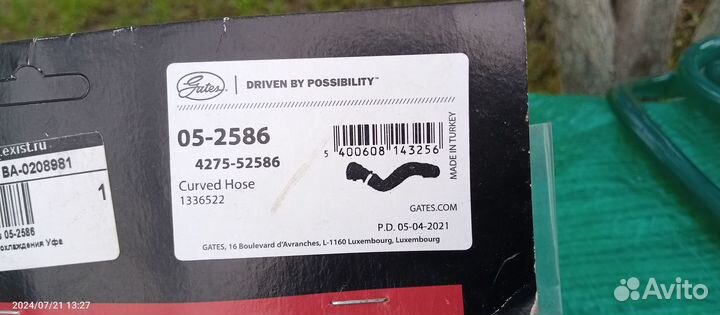 Gates
DRIVEN BY POSSIBILITY™
05-2586
4275-52586
Curved Hose
1336522
5 400608 143256
MADE IN TURKEY
GATES.COM
P.D. 05-04-2021
GATES, 16 Boulevard d'Avranches, L-1160 Luxembourg, Luxembourg
.exist.ru
BA-0208981
1
05-2586
охлаждения Уфа
2024/07/21 13:27
Avito